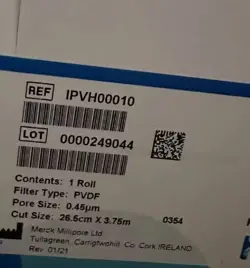 REF IPVH00010
LOT 0000249044
Contents: 1 Roll
Filter Type: PVDF
Pore Size: 0.45µm
Cut Size: 26.5cm X 3.75m 0354
Merck Millipore Ltd
Tullagreen, Carrigtwohill, Co. Cork IRELAND
Rev. 01/21